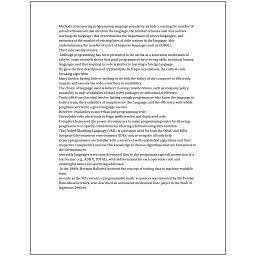 Methods of measuring programming language popularity include: counting the number of
job advertisements that mention the language, the number of books sold and courses
teaching the language (this overestimates the importance of newer languages), and
estimates of the number of existing lines of code written in the language (this
underestimates the number of users of business languages such as COBOL).
Use pseudocode invalid
Although programming has been presented in the media as a somewhat mathematical
subject, some research shows that good programmers have strong skills in natural human
languages, and that learning to code is similar to learning a foreign language.
He gave the first description of cryptanalysis by frequency analysis, the earliest code-
breaking algorithm.
Many factors, having little or nothing to do with the ability of the computer to efficiently
compile and execute the code, contribute to readability.
The choice of language used is subject to many considerations, such as company policy,
suitability to task, availability of third-party packages, or individual preference.
Trade-offs from this ideal involve finding enough programmers who know the language to
build a team, the availability of compilers for that language, and the efficiency with which
programs written in a given language execute.
However, readability is more than just programming style.
Unreadable code often leads to bugs, inefficiencies, and duplicated code.
Compilers harnessed the power of computers to make programming easier by allowing
programmers to specify calculations by entering a formula using infix notation.
The Unified Modeling Language (UML) is a notation used for both the OOAD and MDA.
Integrated development environments (IDEs) aim to integrate all such help.
Expert programmers are familiar with a variety of well-established algorithms and their
respective complexities and use this knowledge to choose algorithms that are best suited to
the circumstances.
Assembly languages were soon developed that let the programmer specify instruction in a
text format (e.g., ADD X, TOTAL), with abbreviations for each operation code and
meaningful names for specifying addresses.
In the 1880s, Herman Hollerith invented the concept of storing data in machine-readable
form.
As early as the 9th century, a programmable music sequencer was invented by the Persian
Banu Musa brothers, who described an automated mechanical flute player in the Book of
Ingenious Devices.